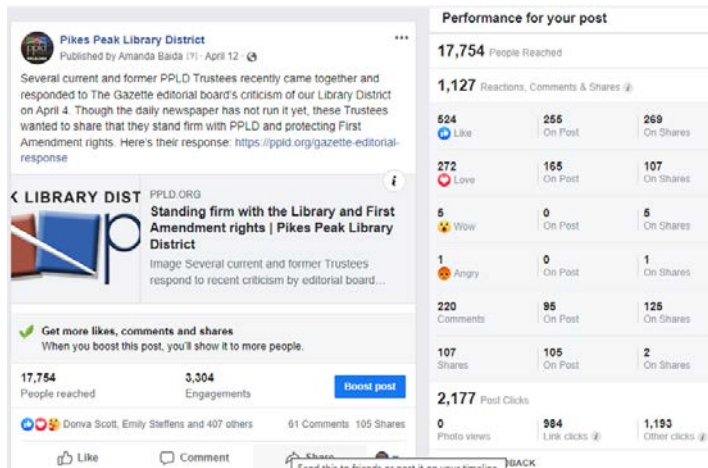 Pikes Peak Library District
Published by Amanda Baida [?] · April 12 ·
Several current and former PPLD Trustees recently came together and
responded to The Gazette editorial board's criticism of our Library District
on April 4. Though the daily newspaper has not run it yet, these Trustees
wanted to share that they stand firm with PPLD and protecting First
Amendment rights. Here's their response: https://ppld.org/gazette-editorial-
response
ppld
K LIBRARY DIST
PPLD.ORG
Standing firm with the Library and First
Amendment rights | Pikes Peak Library
District
Image Several current and former Trustees
respond to recent criticism by editorial board...
Get more likes, comments and shares
When you boost this post, you'll show it to more people.
17,754 3,304
People reached Engagements
Boost post
Donva Scott, Emily Steffens and 407 others 61 Comments 105 Shares
Like Comment Share
Send this to friends or post it on your timeline
Performance for your post
17,754 People Reached
1,127 Reactions, Comments & Shares
524 255 269
Like On Post On Shares
272 165 107
Love On Post On Shares
5 0 5
Wow On Post On Shares
1 0 1
Angry On Post On Shares
220 95 125
Comments On Post On Shares
107 105 2
Shares On Post On Shares
2,177 Post Clicks
0 984 1,193
Photo views Link clicks Other clicks
BACK